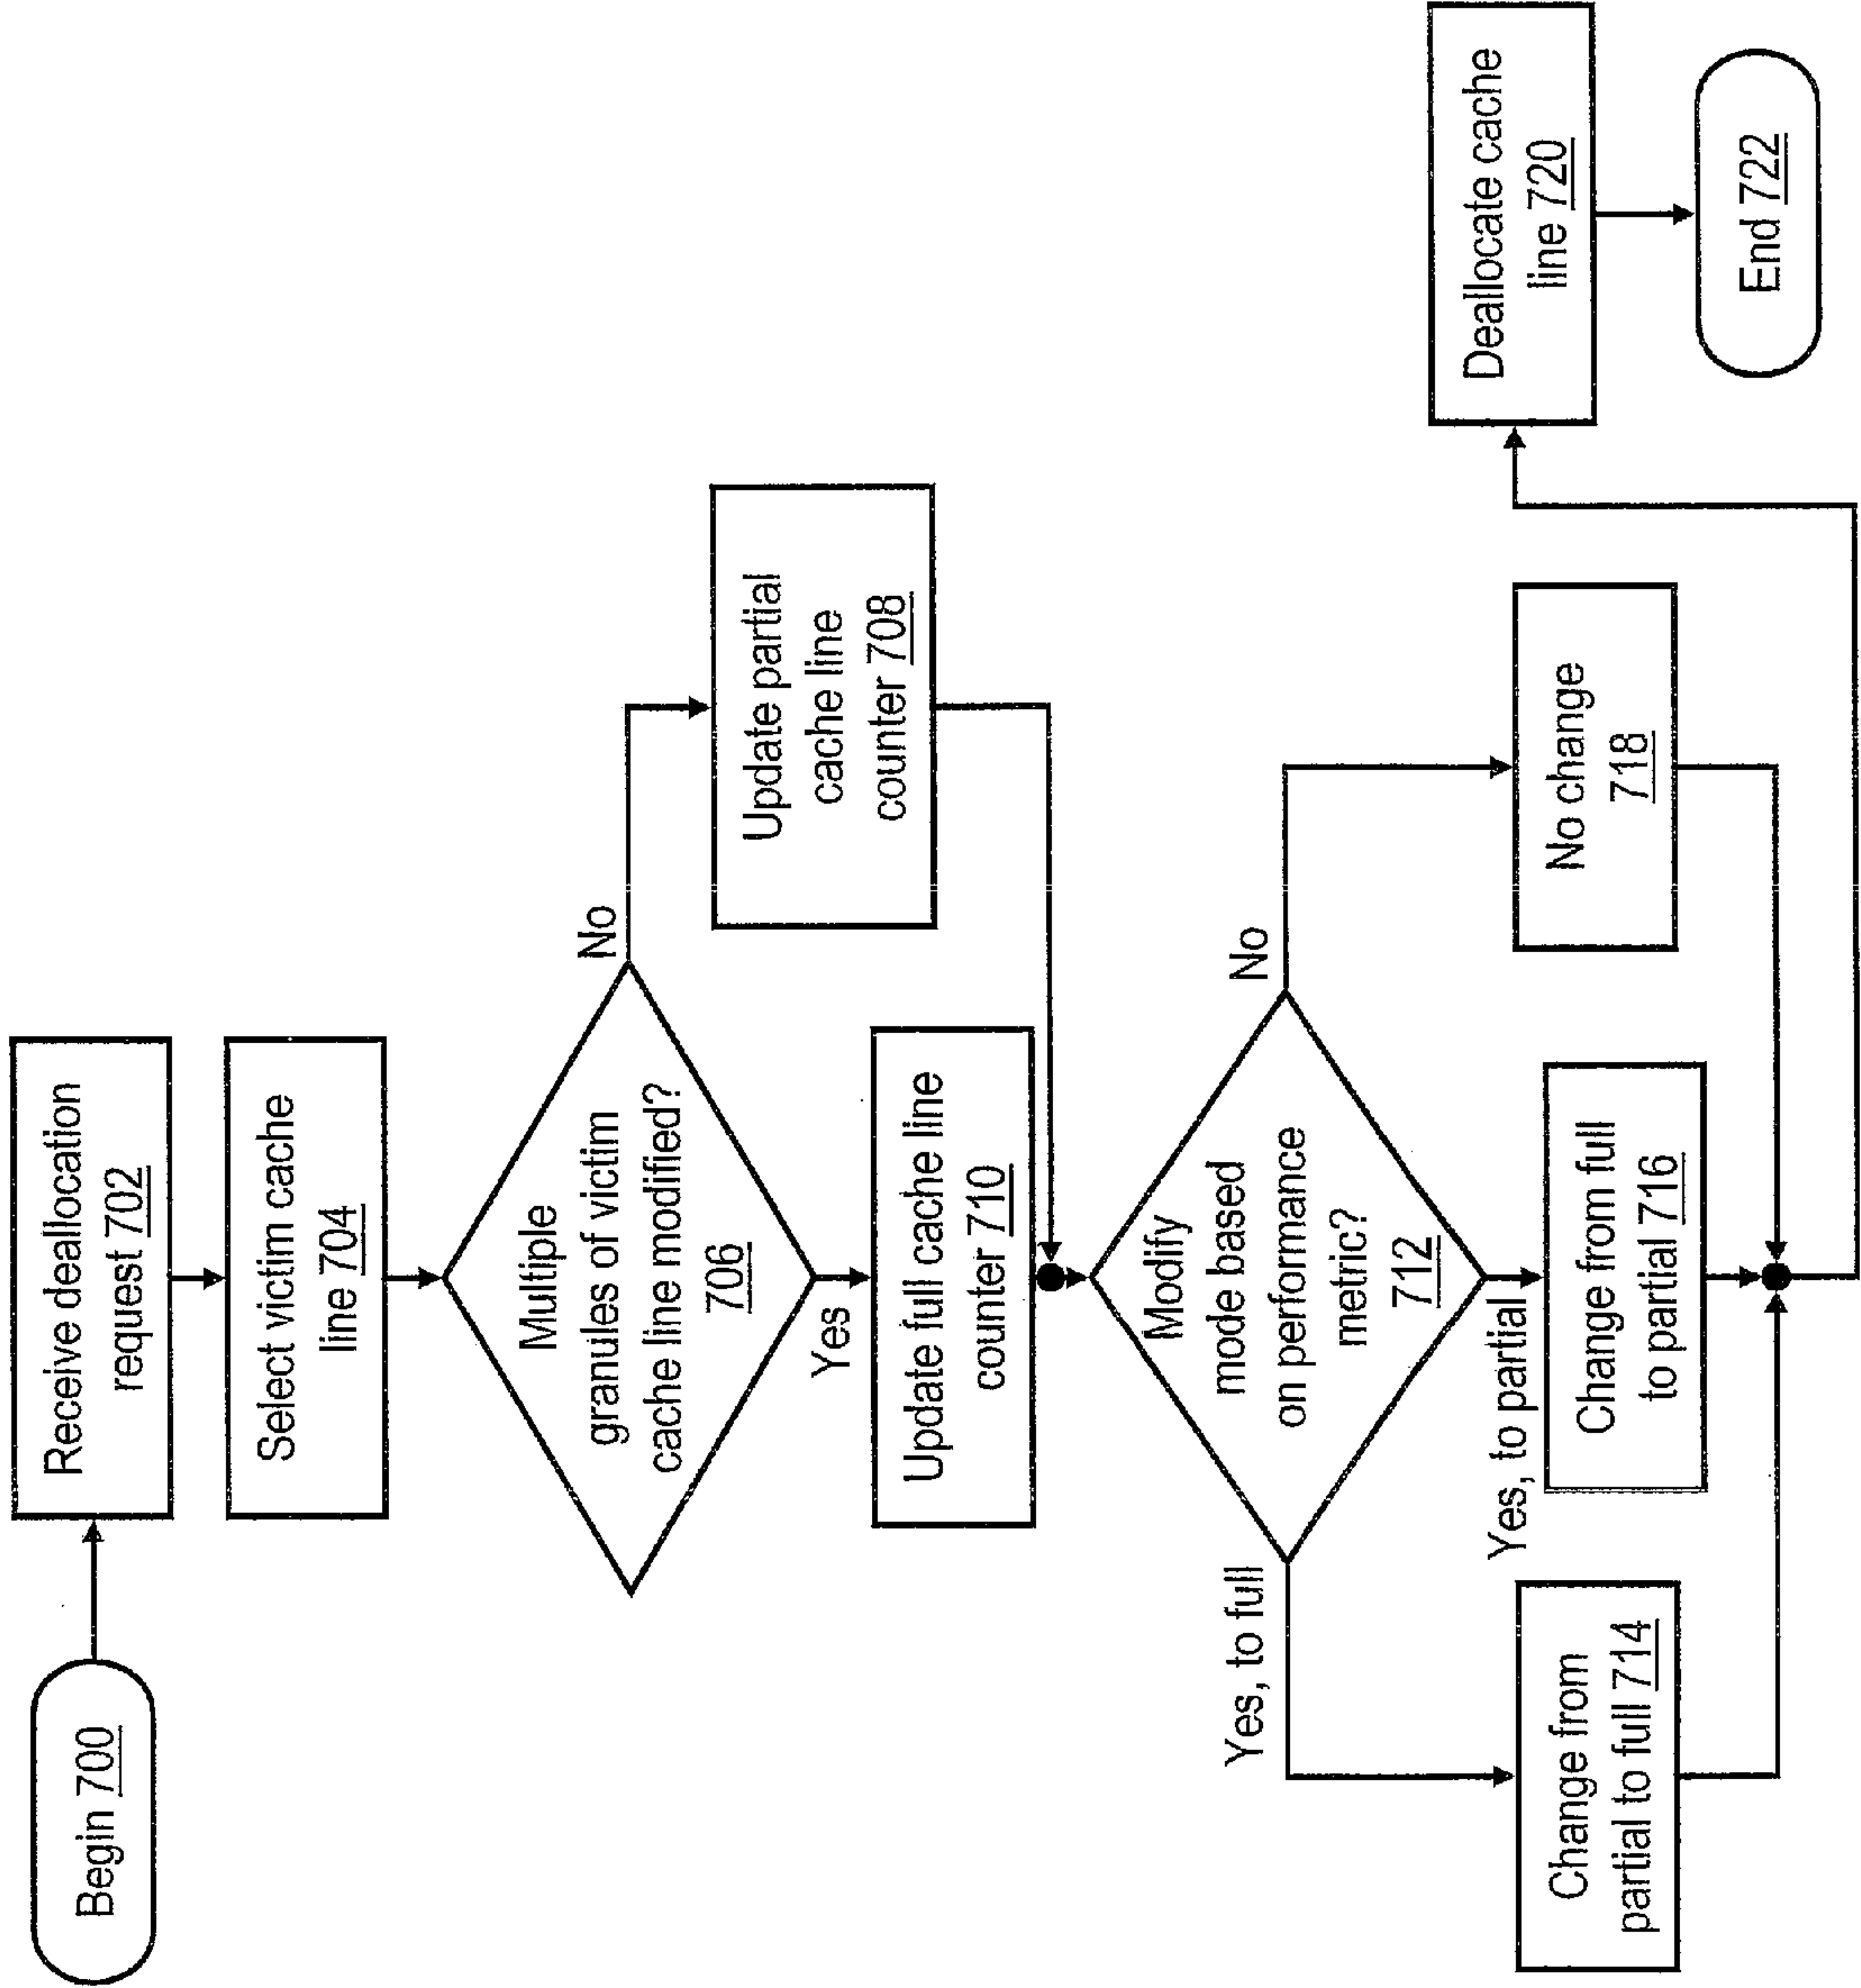 Begin 700
Receive deallocation
request 702
Select victim cache
line 704
Multiple
granules of victim
cache line modified?
706
No
Yes
Update partial
cache line
counter 708
Update full cache line
counter 710
Modify
mode based
on performance
metric?
712
Yes, to full
Yes, to partial
No
Change from
partial to full 714
Change from full
to partial 716
No change
718
Deallocate cache
line 720
End 722